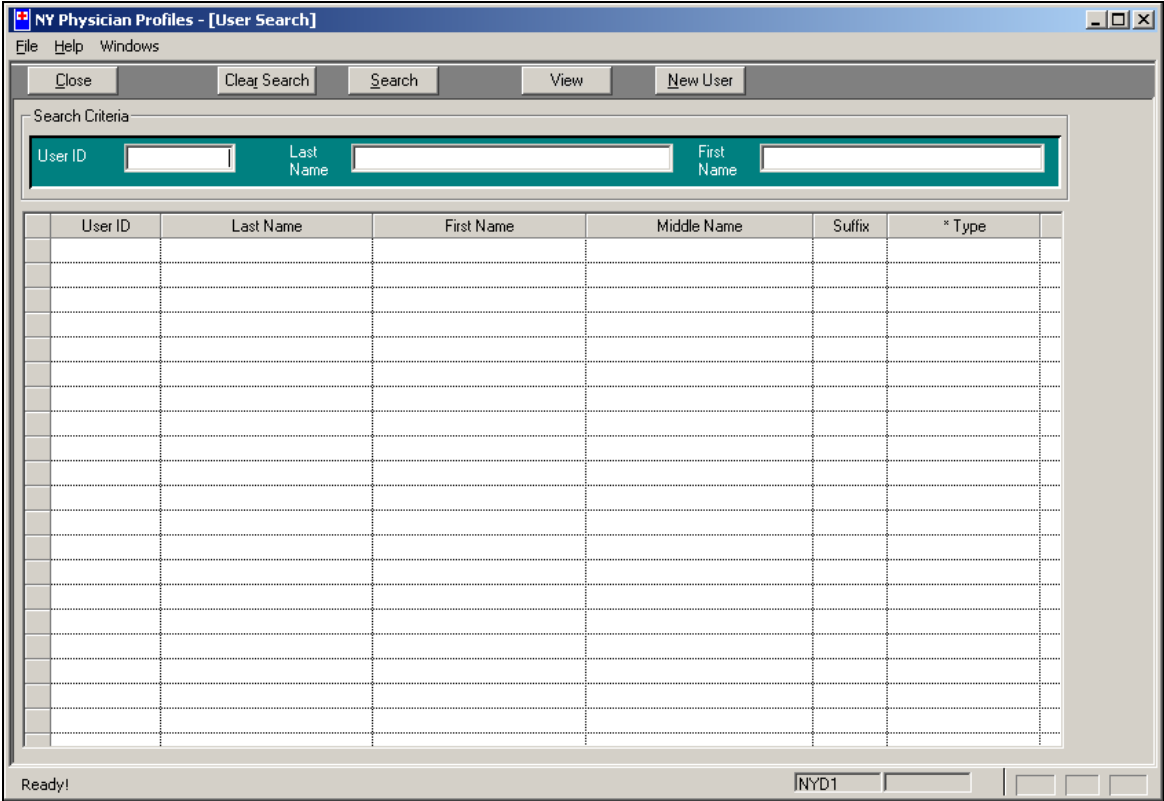 NY Physician Profiles - [User Search]
File Help Windows
Close Clear Search Search View New User
Search Criteria
User ID Last Name First Name
User ID Last Name First Name Middle Name Suffix * Type
Ready! NYD1